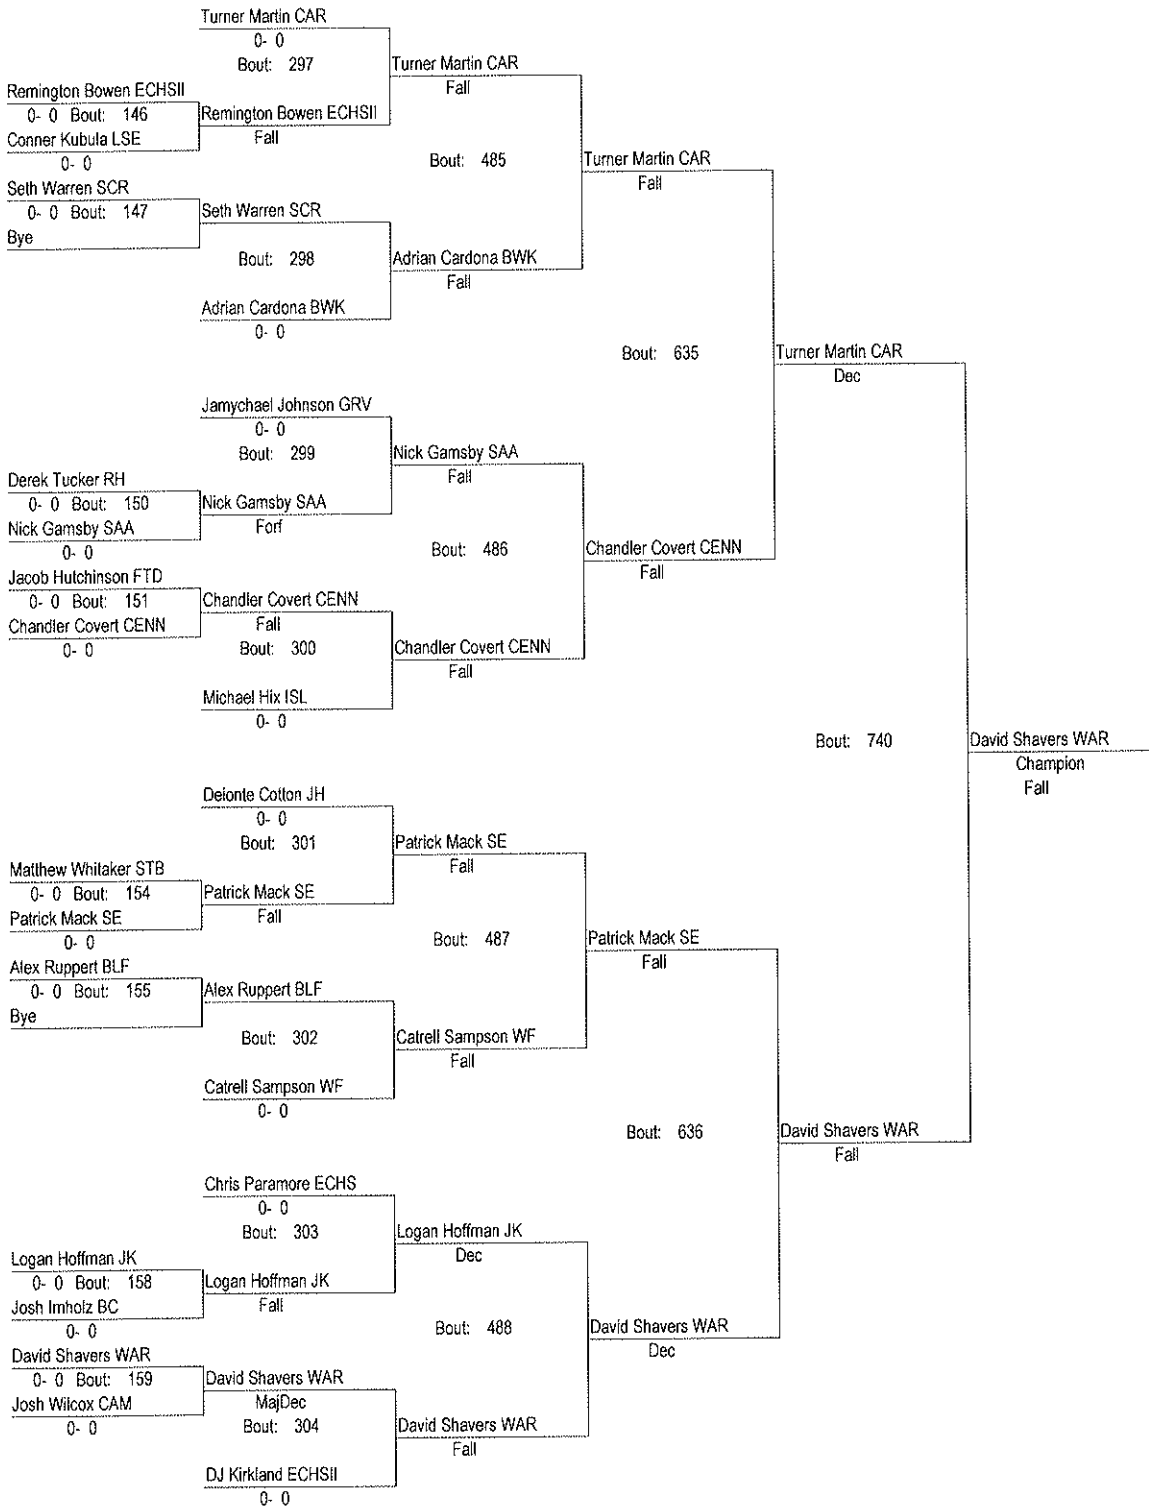 Turner Martin CAR
0- 0
Bout: 297
Turner Martin CAR
Fall
Remington Bowen ECHSII
0- 0 Bout: 146
Remington Bowen ECHSII
Conner Kubula LSE
Fall
0- 0
Bout: 485
Turner Martin CAR
Fall
Seth Warren SCR
0- 0 Bout: 147
Seth Warren SCR
Bye
Bout: 298
Adrian Cardona BWK
Fall
Adrian Cardona BWK
0- 0
Bout: 635
Turner Martin CAR
Dec
Jamychael Johnson GRV
0- 0
Bout: 299
Nick Gamsby SAA
Fall
Derek Tucker RH
0- 0 Bout: 150
Nick Gamsby SAA
Nick Gamsby SAA
Forf
0- 0
Bout: 486
Chandler Covert CENN
Fall
Jacob Hutchinson FTD
0- 0 Bout: 151
Chandler Covert CENN
Chandler Covert CENN
Fall
0- 0
Bout: 300
Chandler Covert CENN
Fall
Michael Hix ISL
0- 0
Bout: 740
David Shavers WAR
Champion
Fall
Delonte Cotton JH
0- 0
Bout: 301
Patrick Mack SE
Fall
Matthew Whitaker STB
0- 0 Bout: 154
Patrick Mack SE
Patrick Mack SE
Fall
0- 0
Bout: 487
Patrick Mack SE
Fall
Alex Ruppert BLF
0- 0 Bout: 155
Alex Ruppert BLF
Bye
Bout: 302
Catrell Sampson WF
Fall
Catrell Sampson WF
0- 0
Bout: 636
David Shavers WAR
Fall
Chris Paramore ECHS
0- 0
Bout: 303
Logan Hoffman JK
Dec
Logan Hoffman JK
0- 0 Bout: 158
Logan Hoffman JK
Josh Imholz BC
Fall
0- 0
Bout: 488
David Shavers WAR
Dec
David Shavers WAR
0- 0 Bout: 159
David Shavers WAR
Josh Wilcox CAM
MajDec
0- 0
Bout: 304
David Shavers WAR
Fall
DJ Kirkland ECHSII
0- 0